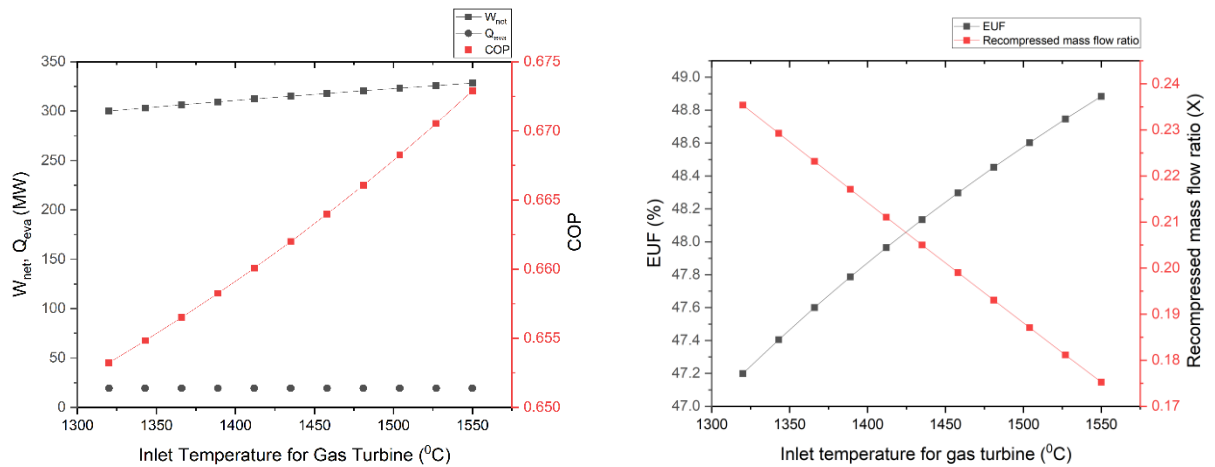 W_net
Q_eva
COP
350
300
250
200
150
100
50
0
W_net, Q_eva (MW)
0.675
0.670
0.665
0.660
0.655
0.650
COP
1300 1350 1400 1450 1500 1550
Inlet Temperature for Gas Turbine (⁰C)
EUF
Recompressed mass flow ratio
49.0
48.8
48.6
48.4
48.2
48.0
47.8
47.6
47.4
47.2
47.0
EUF (%)
0.24
0.23
0.22
0.21
0.20
0.19
0.18
0.17
Recompressed mass flow ratio (X)
1300 1350 1400 1450 1500 1550
Inlet temperature for gas turbine (⁰C)